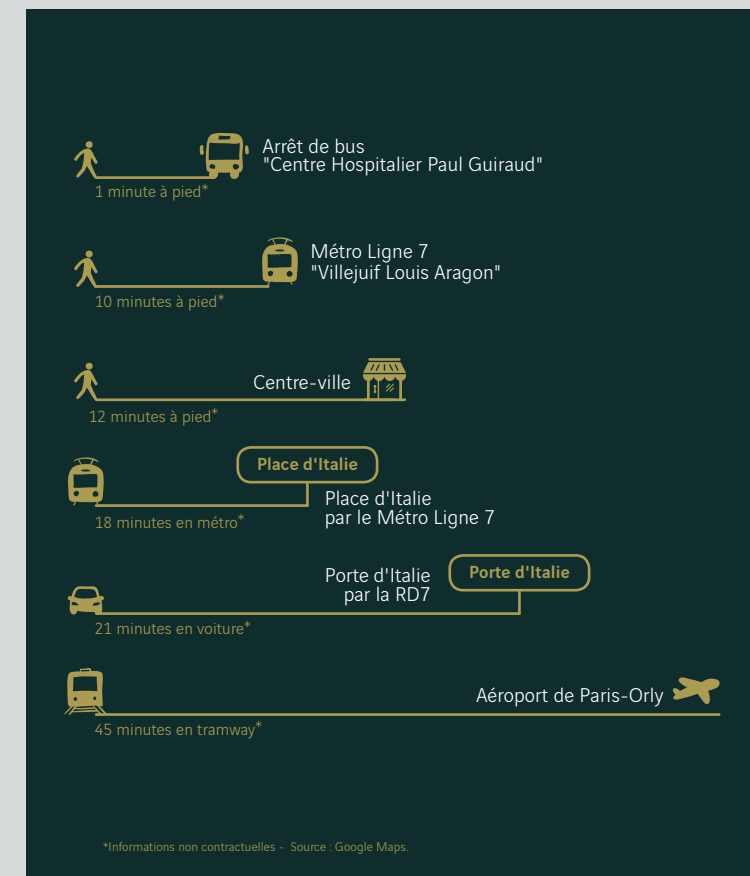 Arrêt de bus
"Centre Hospitalier Paul Guiraud"
1 minute à pied*
Métro Ligne 7
"Villejuif Louis Aragon"
10 minutes à pied*
Centre-ville
12 minutes à pied*
Place d'Italie
Place d'Italie
par le Métro Ligne 7
18 minutes en métro*
Porte d'Italie
par la RD7
Porte d'Italie
21 minutes en voiture*
Aéroport de Paris-Orly
45 minutes en tramway*
*Informations non contractuelles - Source : Google Maps.